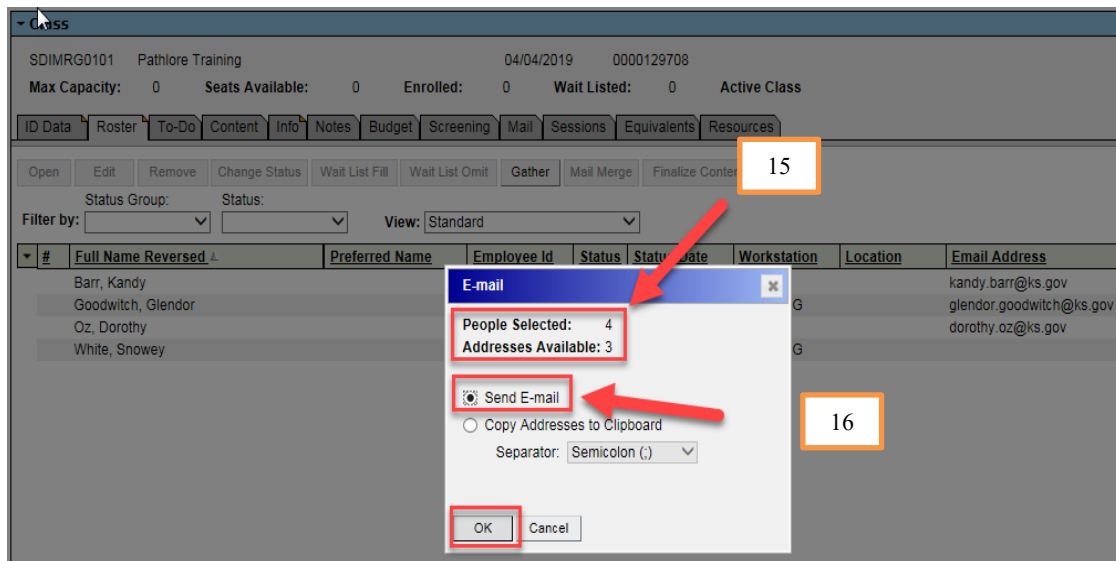 Class
SDIMRG0101 Pathlore Training 04/04/2019 0000129708
Max Capacity: 0 Seats Available: 0 Enrolled: 0 Wait Listed: 0 Active Class
ID Data Roster To-Do Content Info Notes Budget Screening Mail Sessions Equivalents Resources
15
Open Edit Remove Change Status Wait List Fill Wait List Omit Gather Mail Merge Finalize
Status Group: Status:
Filter by: View: Standard
# Full Name Reversed Preferred Name Employee Id Status Status Date Workstation Location Email Address
Barr, Kandy kandy.barr@ks.gov
Goodwitch, Glendor G glendor.goodwitch@ks.gov
Oz, Dorothy dorothy.oz@ks.gov
White, Snowey G
E-mail
People Selected: 4
Addresses Available: 3
Send E-mail
Copy Addresses to Clipboard
16
Separator: Semicolon (;)
OK Cancel